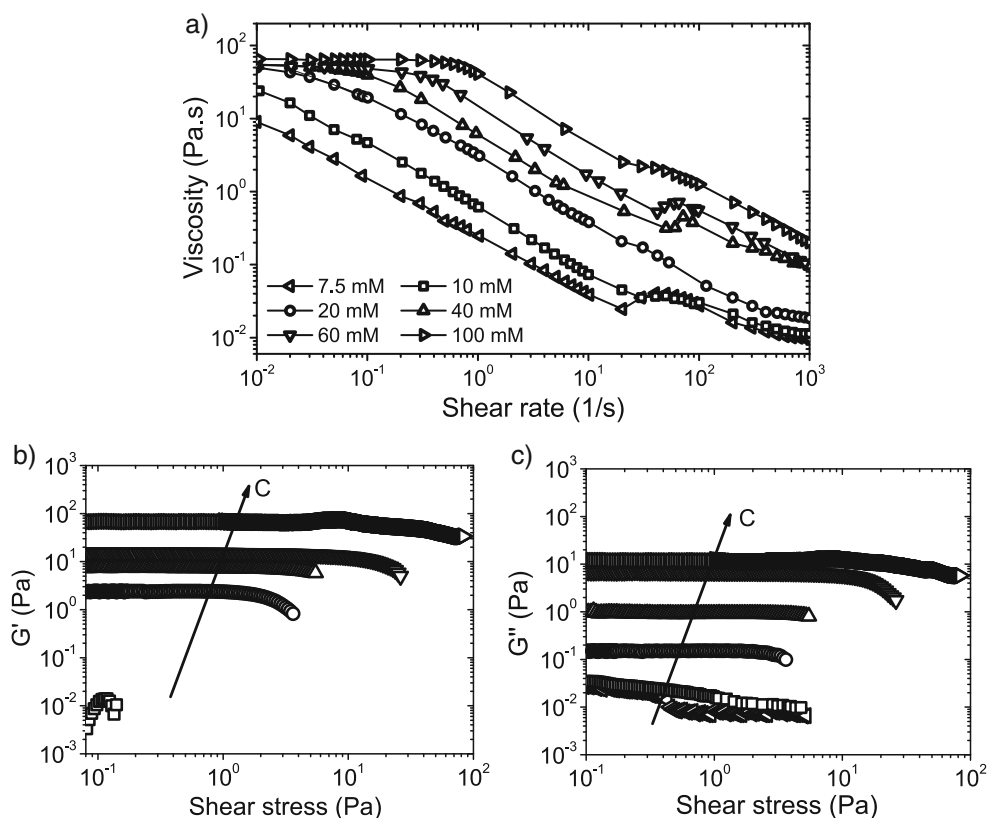 a)
10²
10¹
10⁰
10⁻¹
10⁻²
Viscosity (Pa.s)
7.5 mM 10 mM
20 mM 40 mM
60 mM 100 mM
10⁻² 10⁻¹ 10⁰ 10¹ 10² 10³
Shear rate (1/s)
b)
10³
10²
10¹
10⁰
10⁻¹
10⁻²
10⁻³
G' (Pa)
C
10⁻¹ 10⁰ 10¹ 10²
Shear stress (Pa)
c)
10³
10²
10¹
10⁰
10⁻¹
10⁻²
10⁻³
G'' (Pa)
C
10⁻¹ 10⁰ 10¹ 10²
Shear stress (Pa)